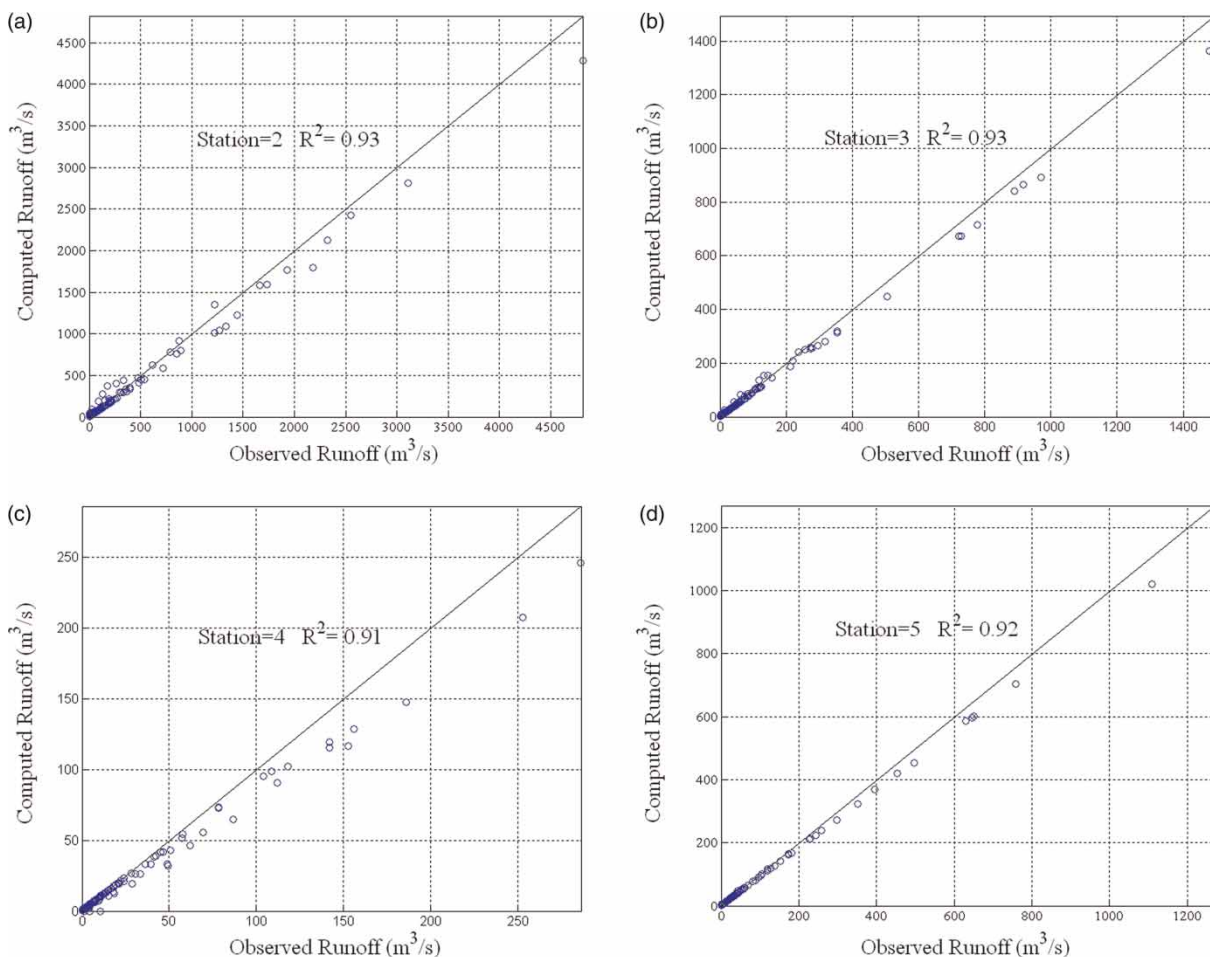 (a)
4500
4000
3500
3000
2500
2000
1500
1000
500
0
Computed Runoff (m³/s)
Station=2 R²= 0.93
0 500 1000 1500 2000 2500 3000 3500 4000 4500
Observed Runoff (m³/s)
(b)
1400
1200
1000
800
600
400
200
0
Computed Runoff (m³/s)
Station=3 R²= 0.93
0 200 400 600 800 1000 1200 1400
Observed Runoff (m³/s)
(c)
250
200
150
100
50
0
Computed Runoff (m³/s)
Station=4 R²= 0.91
0 50 100 150 200 250
Observed Runoff (m³/s)
(d)
1200
1000
800
600
400
200
0
Computed Runoff (m³/s)
Station=5 R²= 0.92
0 200 400 600 800 1000 1200
Observed Runoff (m³/s)